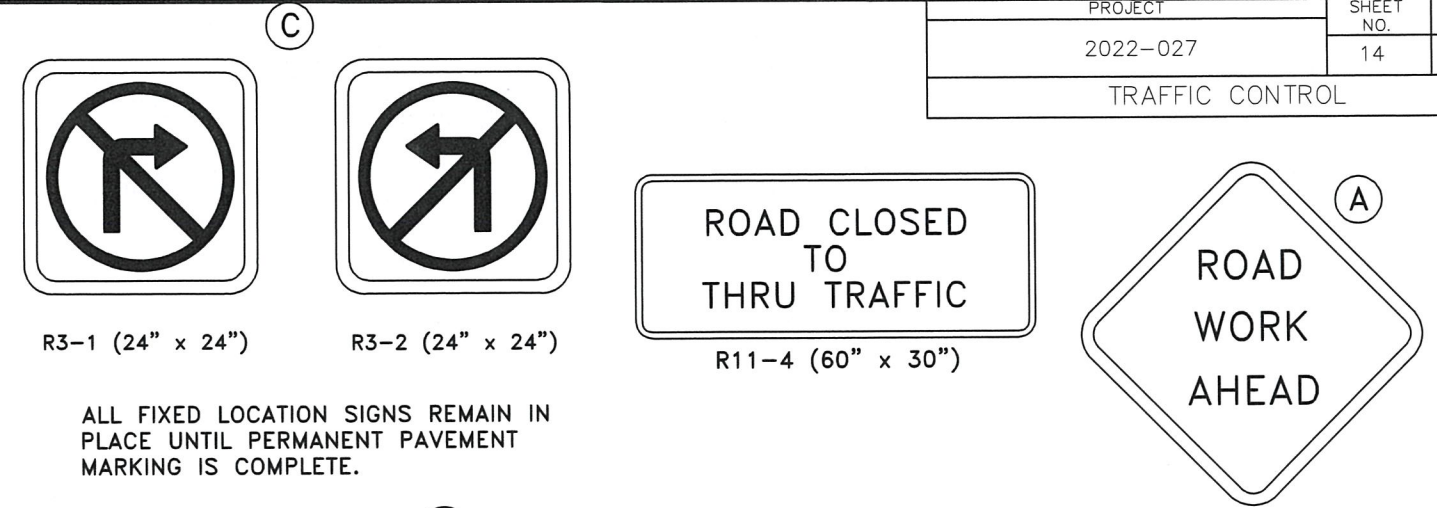 C
PROJECT
SHEET
NO.
2022-027
14
TRAFFIC CONTROL
ROAD CLOSED
TO
THRU TRAFFIC
A
ROAD
WORK
AHEAD
R3-1 (24" x 24")
R3-2 (24" x 24")
R11-4 (60" x 30")
ALL FIXED LOCATION SIGNS REMAIN IN
PLACE UNTIL PERMANENT PAVEMENT
MARKING IS COMPLETE.